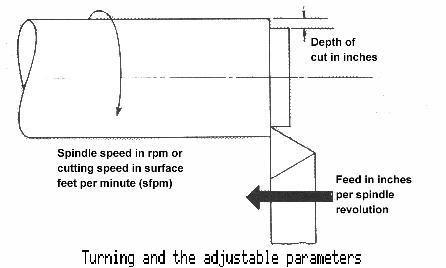 Depth of
cut in inches
Spindle speed in rpm or
cutting speed in surface
feet per minute (sfpm)
Feed in inches
per spindle
revolution
Turning and the adjustable parameters